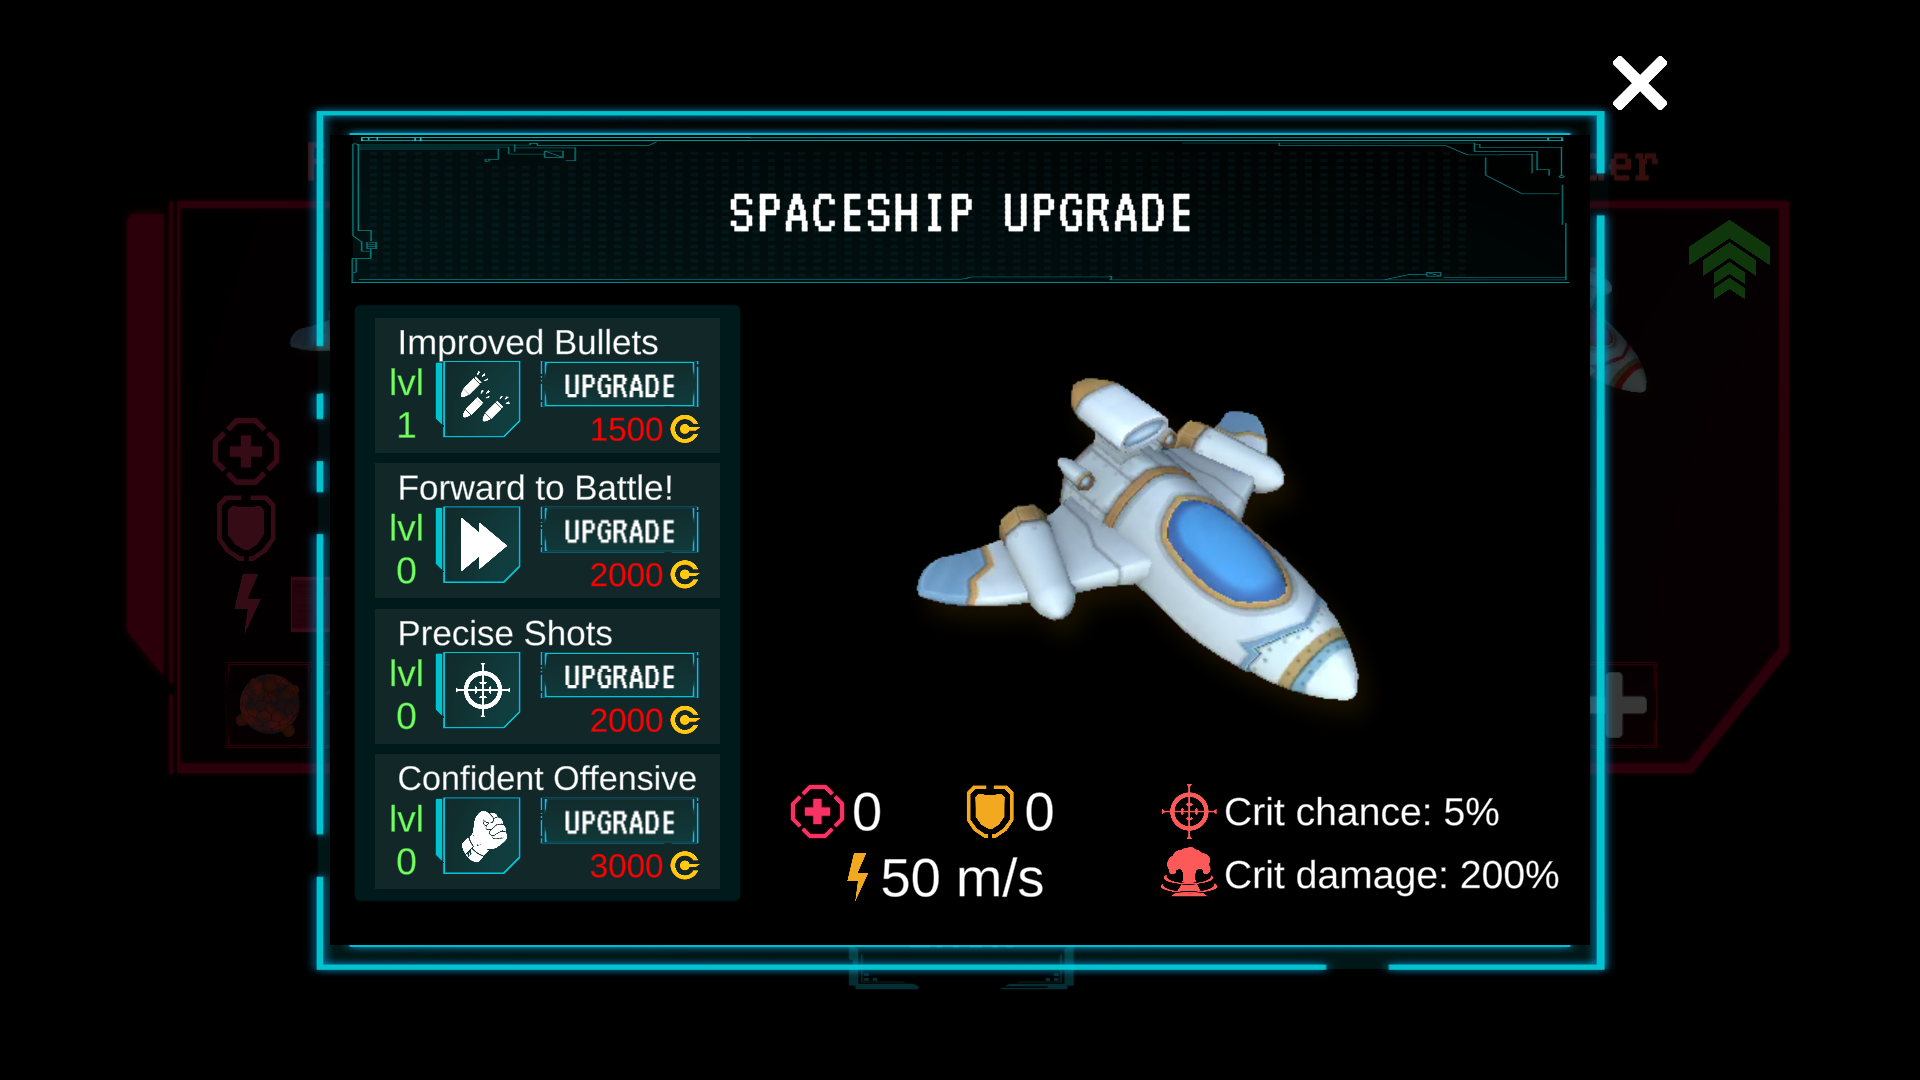 SPACESHIP UPGRADE
Improved Bullets
lvl
1
UPGRADE
1500
Forward to Battle!
lvl
0
UPGRADE
2000
Precise Shots
lvl
0
UPGRADE
2000
Confident Offensive
lvl
0
UPGRADE
3000
0
0
50 m/s
Crit chance: 5%
Crit damage: 200%